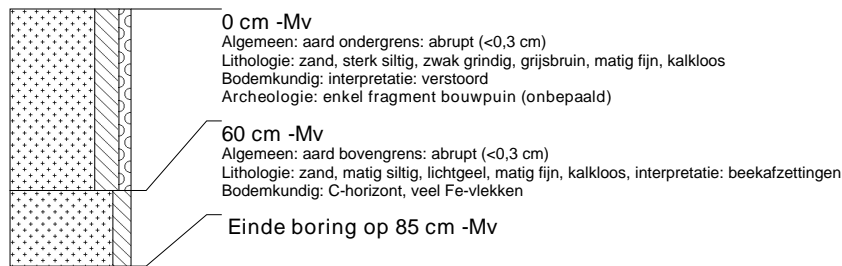 0 cm -Mv
Algemeen: aard ondergrens: abrupt (<0,3 cm)
Lithologie: zand, sterk siltig, zwak grindig, grijsbruin, matig fijn, kalkloos
Bodemkundig: interpretatie: verstoord
Archeologie: enkel fragment bouwpuin (onbepaald)
60 cm -Mv
Algemeen: aard bovengrens: abrupt (<0,3 cm)
Lithologie: zand, matig siltig, lichtgeel, matig fijn, kalkloos, interpretatie: beekafzettingen
Bodemkundig: C-horizont, veel Fe-vlekken
Einde boring op 85 cm -Mv